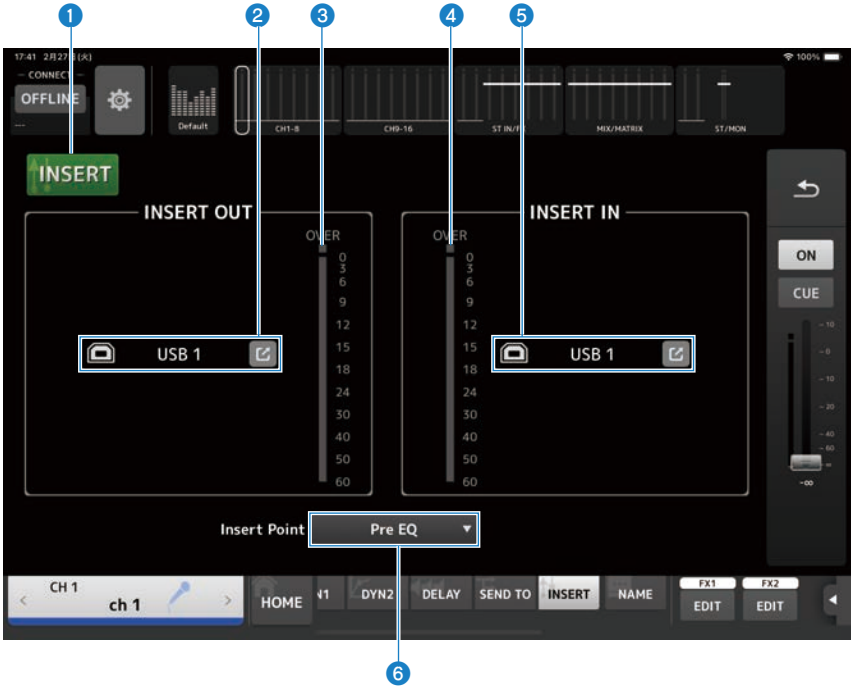 1 2 3 4 5
17:41 2月27日(火)
100%
CONNECT
OFFLINE
---
Default
CH1-8
CH9-16
ST IN/FX
MIX/MATRIX
ST/MON
INSERT
INSERT OUT
INSERT IN
OVER
0
3
6
9
12
15
18
24
30
40
50
60
USB 1
OVER
0
3
6
9
12
15
18
24
30
40
50
60
USB 1
ON
CUE
10
0
10
20
40
60
∞
-∞
Insert Point
Pre EQ
CH 1
ch 1
HOME
DYN2
DELAY
SEND TO
INSERT
NAME
FX1
EDIT
FX2
EDIT
6